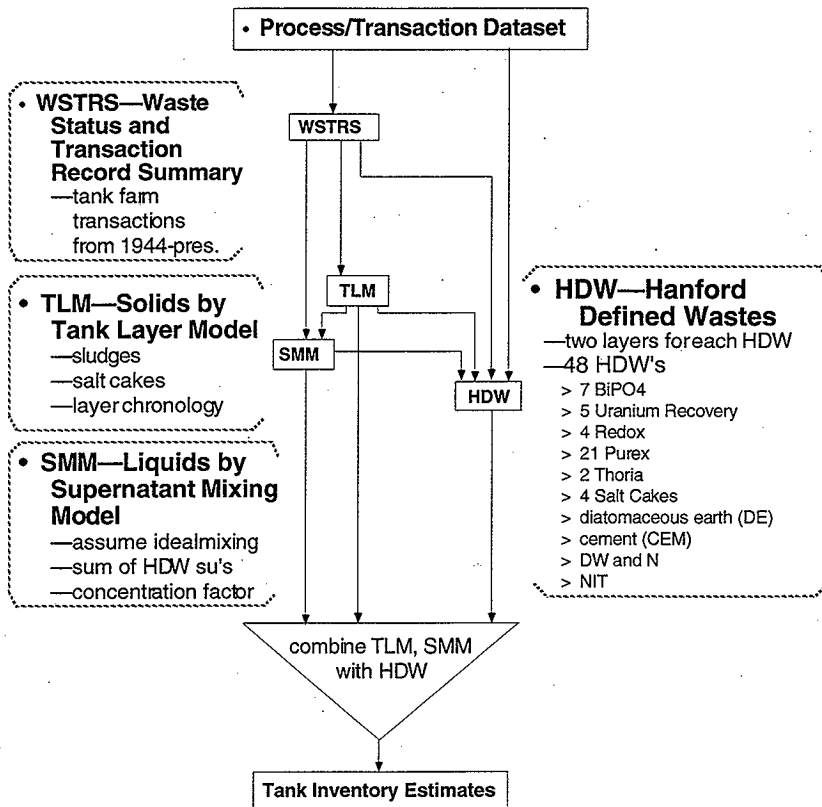 • Process/Transaction Dataset
• WSTRS—Waste
Status and
Transaction
Record Summary
—tank farm
transactions
from 1944-pres.
WSTRS
• TLM—Solids by
Tank Layer Model
—sludges
—salt cakes
—layer chronology
TLM
SMM
HDW
• SMM—Liquids by
Supernatant Mixing
Model
—assume idealmixing
—sum of HDW su's
—concentration factor
• HDW—Hanford
Defined Wastes
—two layers foreach HDW
—48 HDW's
> 7 BiPO4
> 5 Uranium Recovery
> 4 Redox
> 21 Purex
> 2 Thoria
> 4 Salt Cakes
> diatomaceous earth (DE)
> cement (CEM)
> DW and N
> NIT
combine TLM, SMM
with HDW
Tank Inventory Estimates